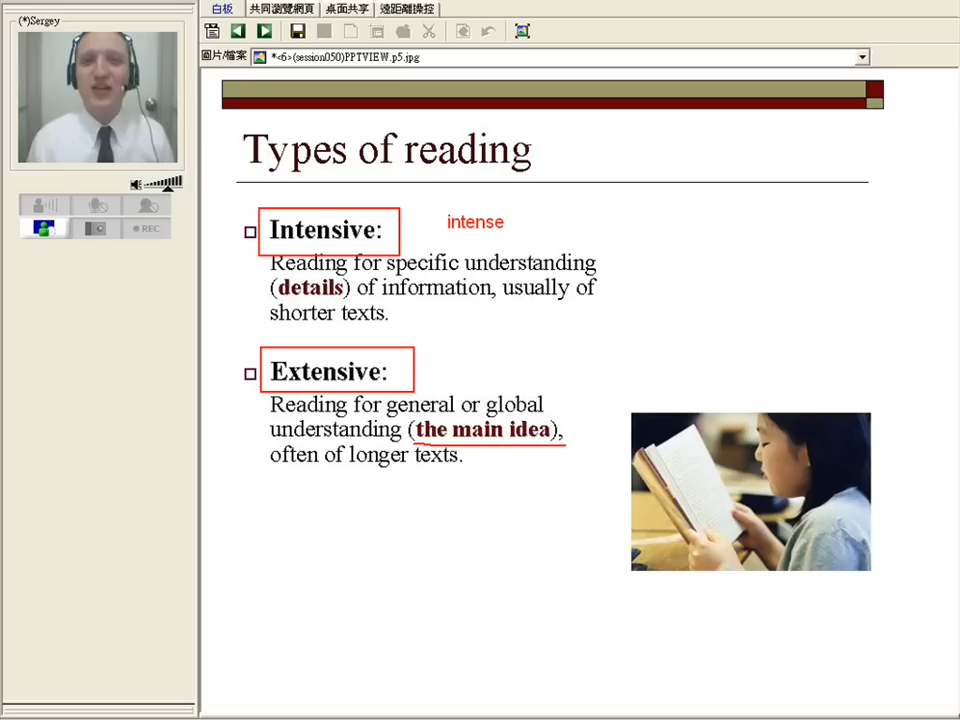 白板 共同瀏覽網頁 桌面共享 遠距離操控
(*)Sergey
圖片/檔案 *<6>(session050)PPTVIEW.p5.jpg
Types of reading
Intensive: intense
Reading for specific understanding
(details) of information, usually of
shorter texts.
Extensive:
Reading for general or global
understanding (the main idea),
often of longer texts.
REC